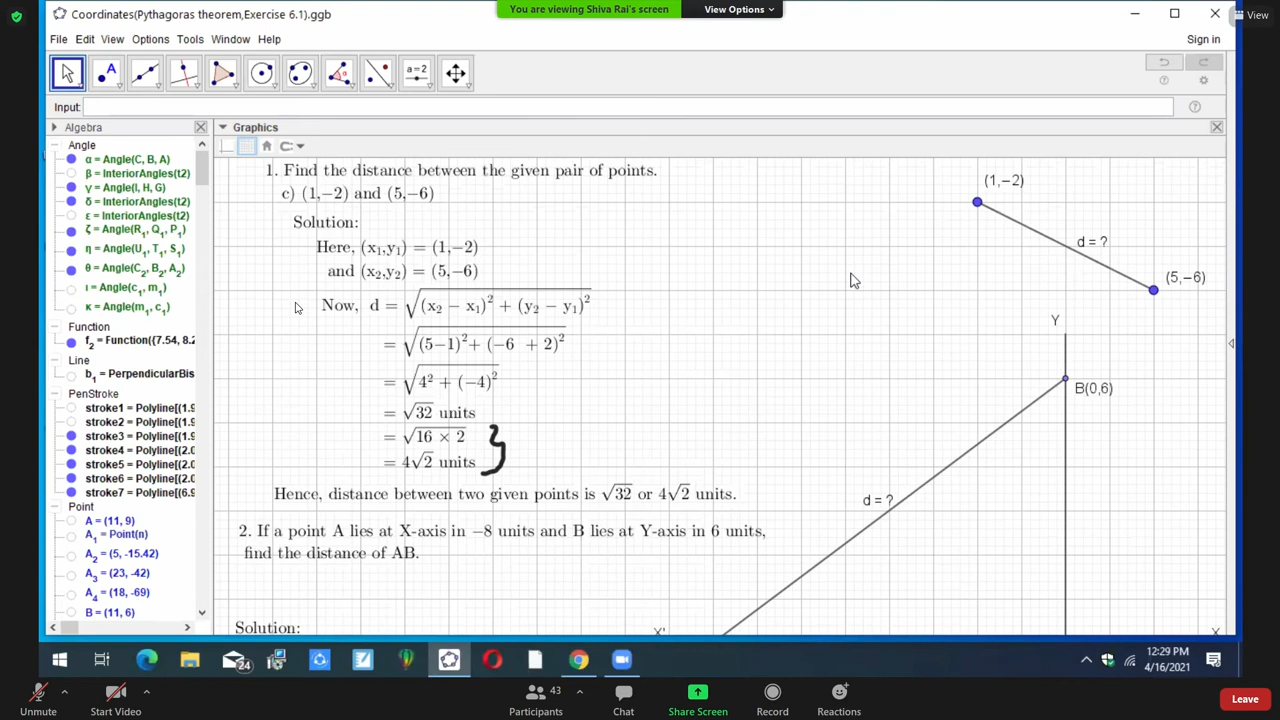 You are viewing Shiva Rai's screen
View Options
View
Coordinates(Pythagoras theorem,Exercise 6.1).ggb
File Edit View Options Tools Window Help
Sign in
A
a=2
Input:
Algebra
Graphics
Angle
α = Angle(C, B, A)
β = InteriorAngles(t2)
γ = Angle(I, H, G)
δ = InteriorAngles(t2)
ε = InteriorAngles(t2)
ζ = Angle(R₁, Q₁, P₁)
η = Angle(U₁, T₁, S₁)
θ = Angle(C₂, B₂, A₂)
ι = Angle(c₁, m₁)
κ = Angle(m₁, c₁)
Function
f₂ = Function({7.54, 8.2
Line
b₁ = PerpendicularBis
PenStroke
stroke1 = Polyline[(1.9
stroke2 = Polyline[(1.9
stroke3 = Polyline[(1.9
stroke4 = Polyline[(2.0
stroke5 = Polyline[(2.0
stroke6 = Polyline[(2.0
stroke7 = Polyline[(6.9
Point
A = (11, 9)
A₁ = Point(n)
A₂ = (5, -15.42)
A₃ = (23, -42)
A₄ = (18, -69)
B = (11, 6)
1. Find the distance between the given pair of points.
c) (1,−2) and (5,−6)
Solution:
Here, (x₁,y₁) = (1,−2)
and (x₂,y₂) = (5,−6)
Now, d = √(x₂ − x₁)² + (y₂ − y₁)²
= √(5−1)²+ (−6 + 2)²
= √4² + (−4)²
= √32 units
= √16 × 2
= 4√2 units
Hence, distance between two given points is √32 or 4√2 units.
2. If a point A lies at X-axis in −8 units and B lies at Y-axis in 6 units,
find the distance of AB.
Solution:
(1,−2)
d = ?
(5,−6)
Y
B(0,6)
d = ?
X'
X
24
12:29 PM
4/16/2021
Unmute
Start Video
43
Participants
Chat
Share Screen
Record
Reactions
Leave